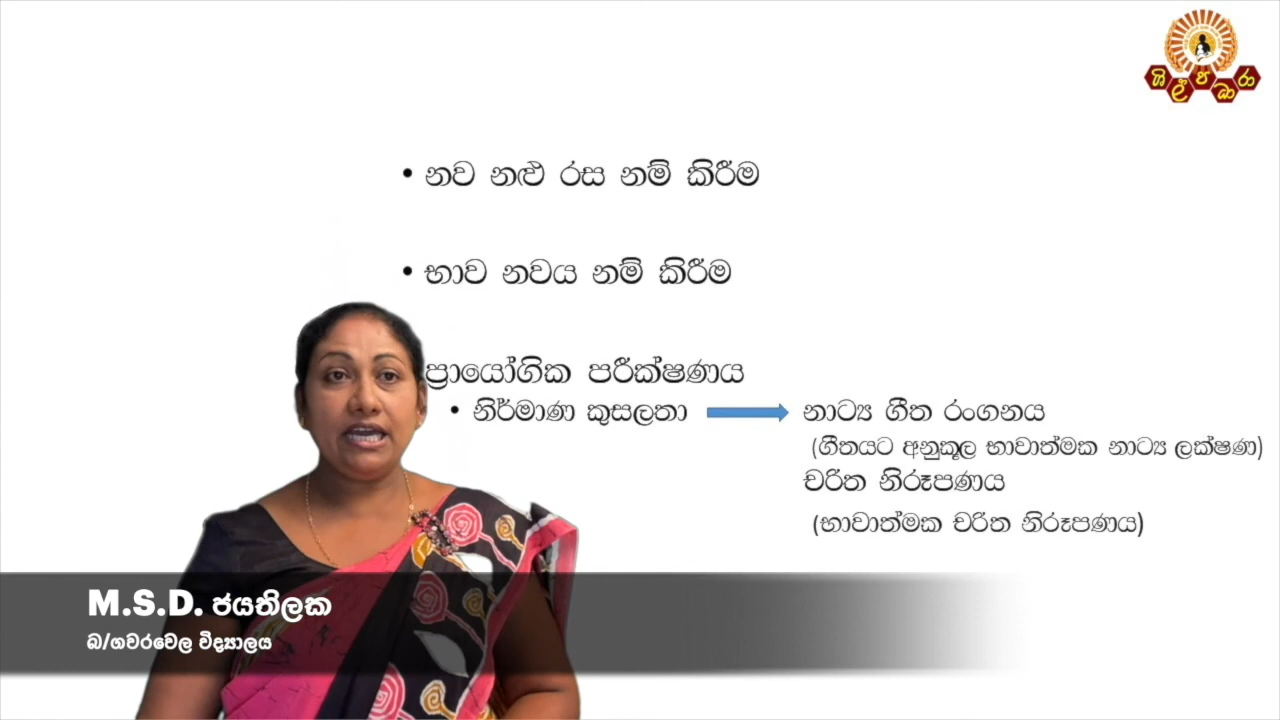 ශිල්පධාරා
• නව නළු රස නම් කිරීම
• භාව නවය නම් කිරීම
ප්‍රායෝගික පරීක්ෂණය
• නිර්මාණ කුසලතා
නාට්‍ය ගීත රංගනය
(ගීතයට අනුකූල භාවාත්මක නාට්‍ය ලක්ෂණ)
චරිත නිරූපණය
(භාවාත්මක චරිත නිරූපණය)
M.S.D. ජයතිලක
බ/ගවරවෙල විද්‍යාලය